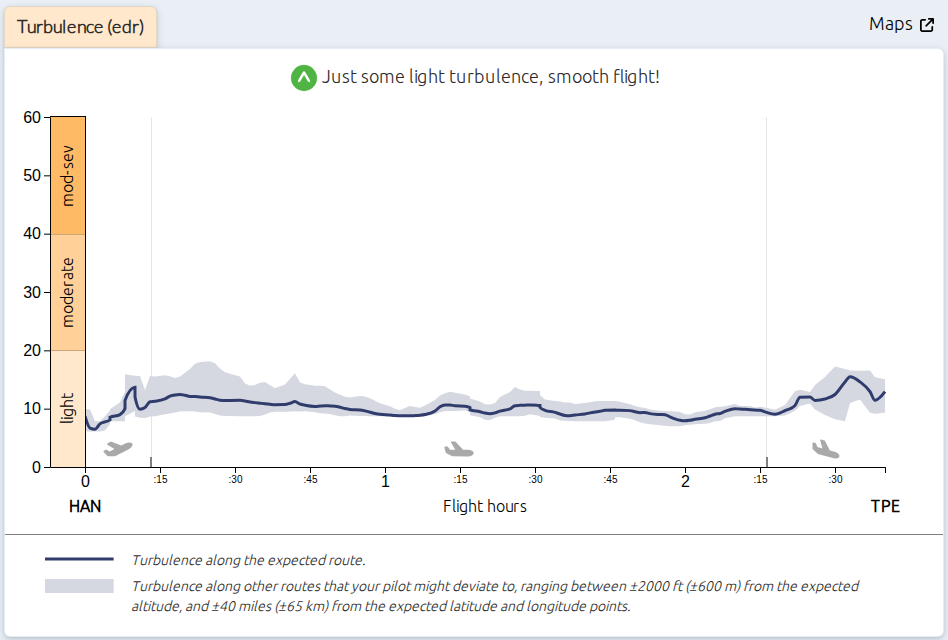 Turbulence (edr)
Maps
Just some light turbulence, smooth flight!
60
50
40
30
20
10
0
mod-sev
moderate
light
0 :15 :30 :45 1 :15 :30 :45 2 :15 :30
HAN Flight hours TPE
Turbulence along the expected route.
Turbulence along other routes that your pilot might deviate to, ranging between ±2000 ft (±600 m) from the expected
altitude, and ±40 miles (±65 km) from the expected latitude and longitude points.